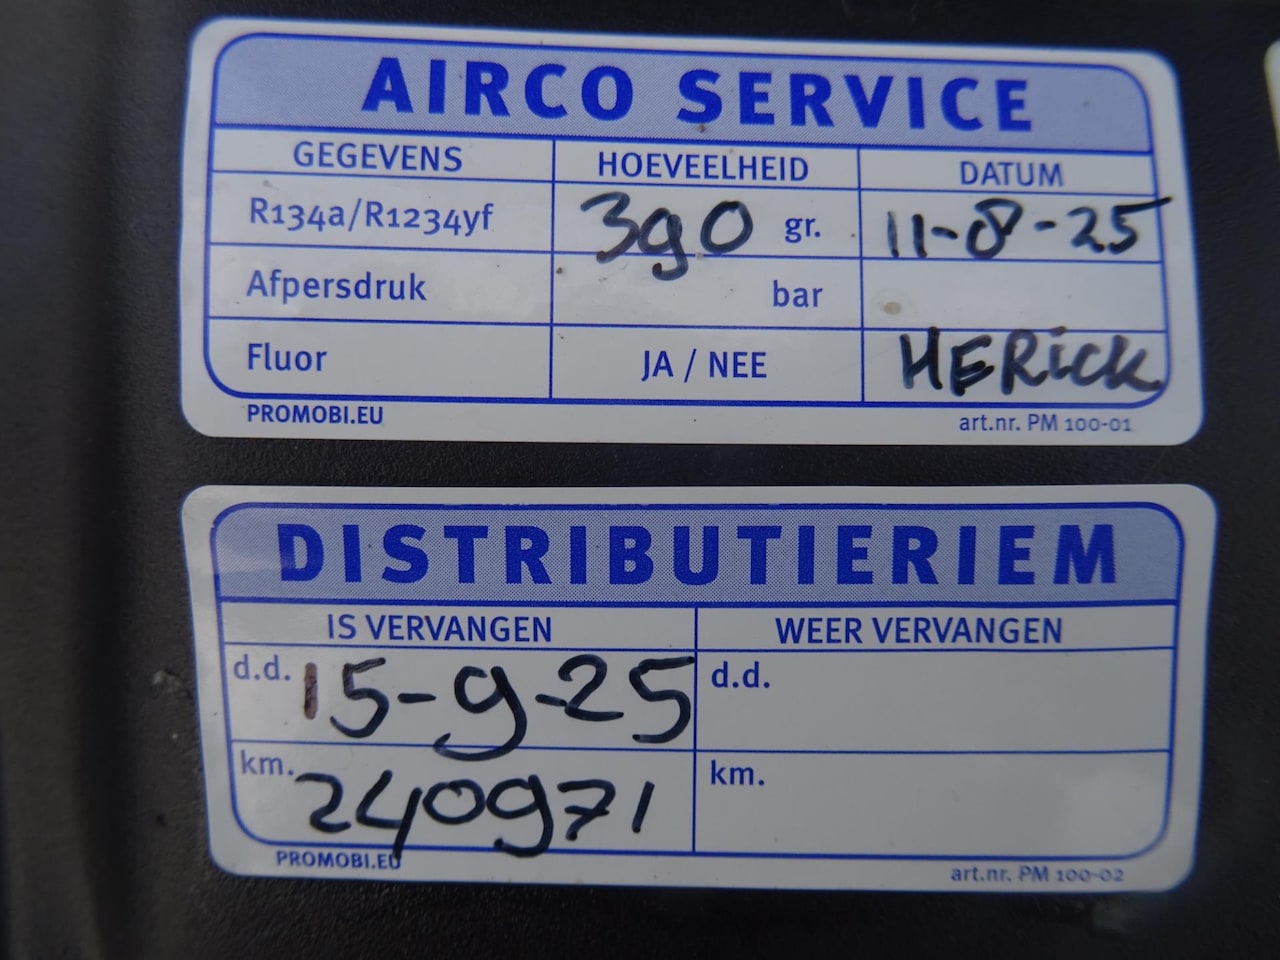 AIRCO SERVICE
GEGEVENS HOEVEELHEID DATUM
R134a/R1234yf 390 gr. 11-8-25
Afpersdruk bar
Fluor JA / NEE HERiCK
PROMOBI.EU art.nr. PM 100-01
DISTRIBUTIERIEM
IS VERVANGEN WEER VERVANGEN
d.d. 15-9-25 d.d.
km. 240971 km.
PROMOBI.EU art.nr. PM 100-02